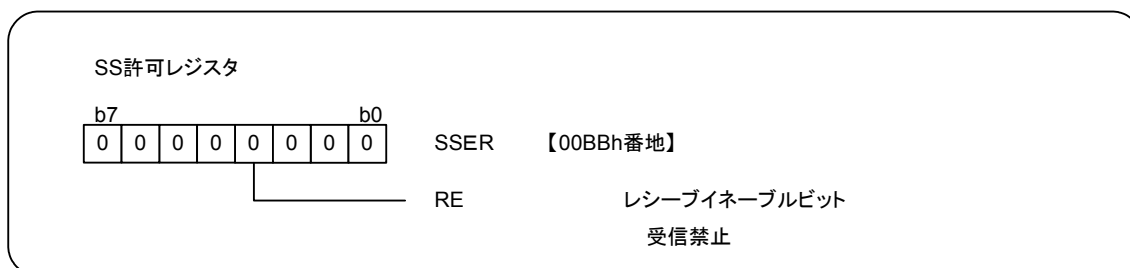 SS許可レジスタ
b7 b0
0 0 0 0 0 0 0 0 SSER 【00BBh番地】
RE レシーブイネーブルビット
受信禁止